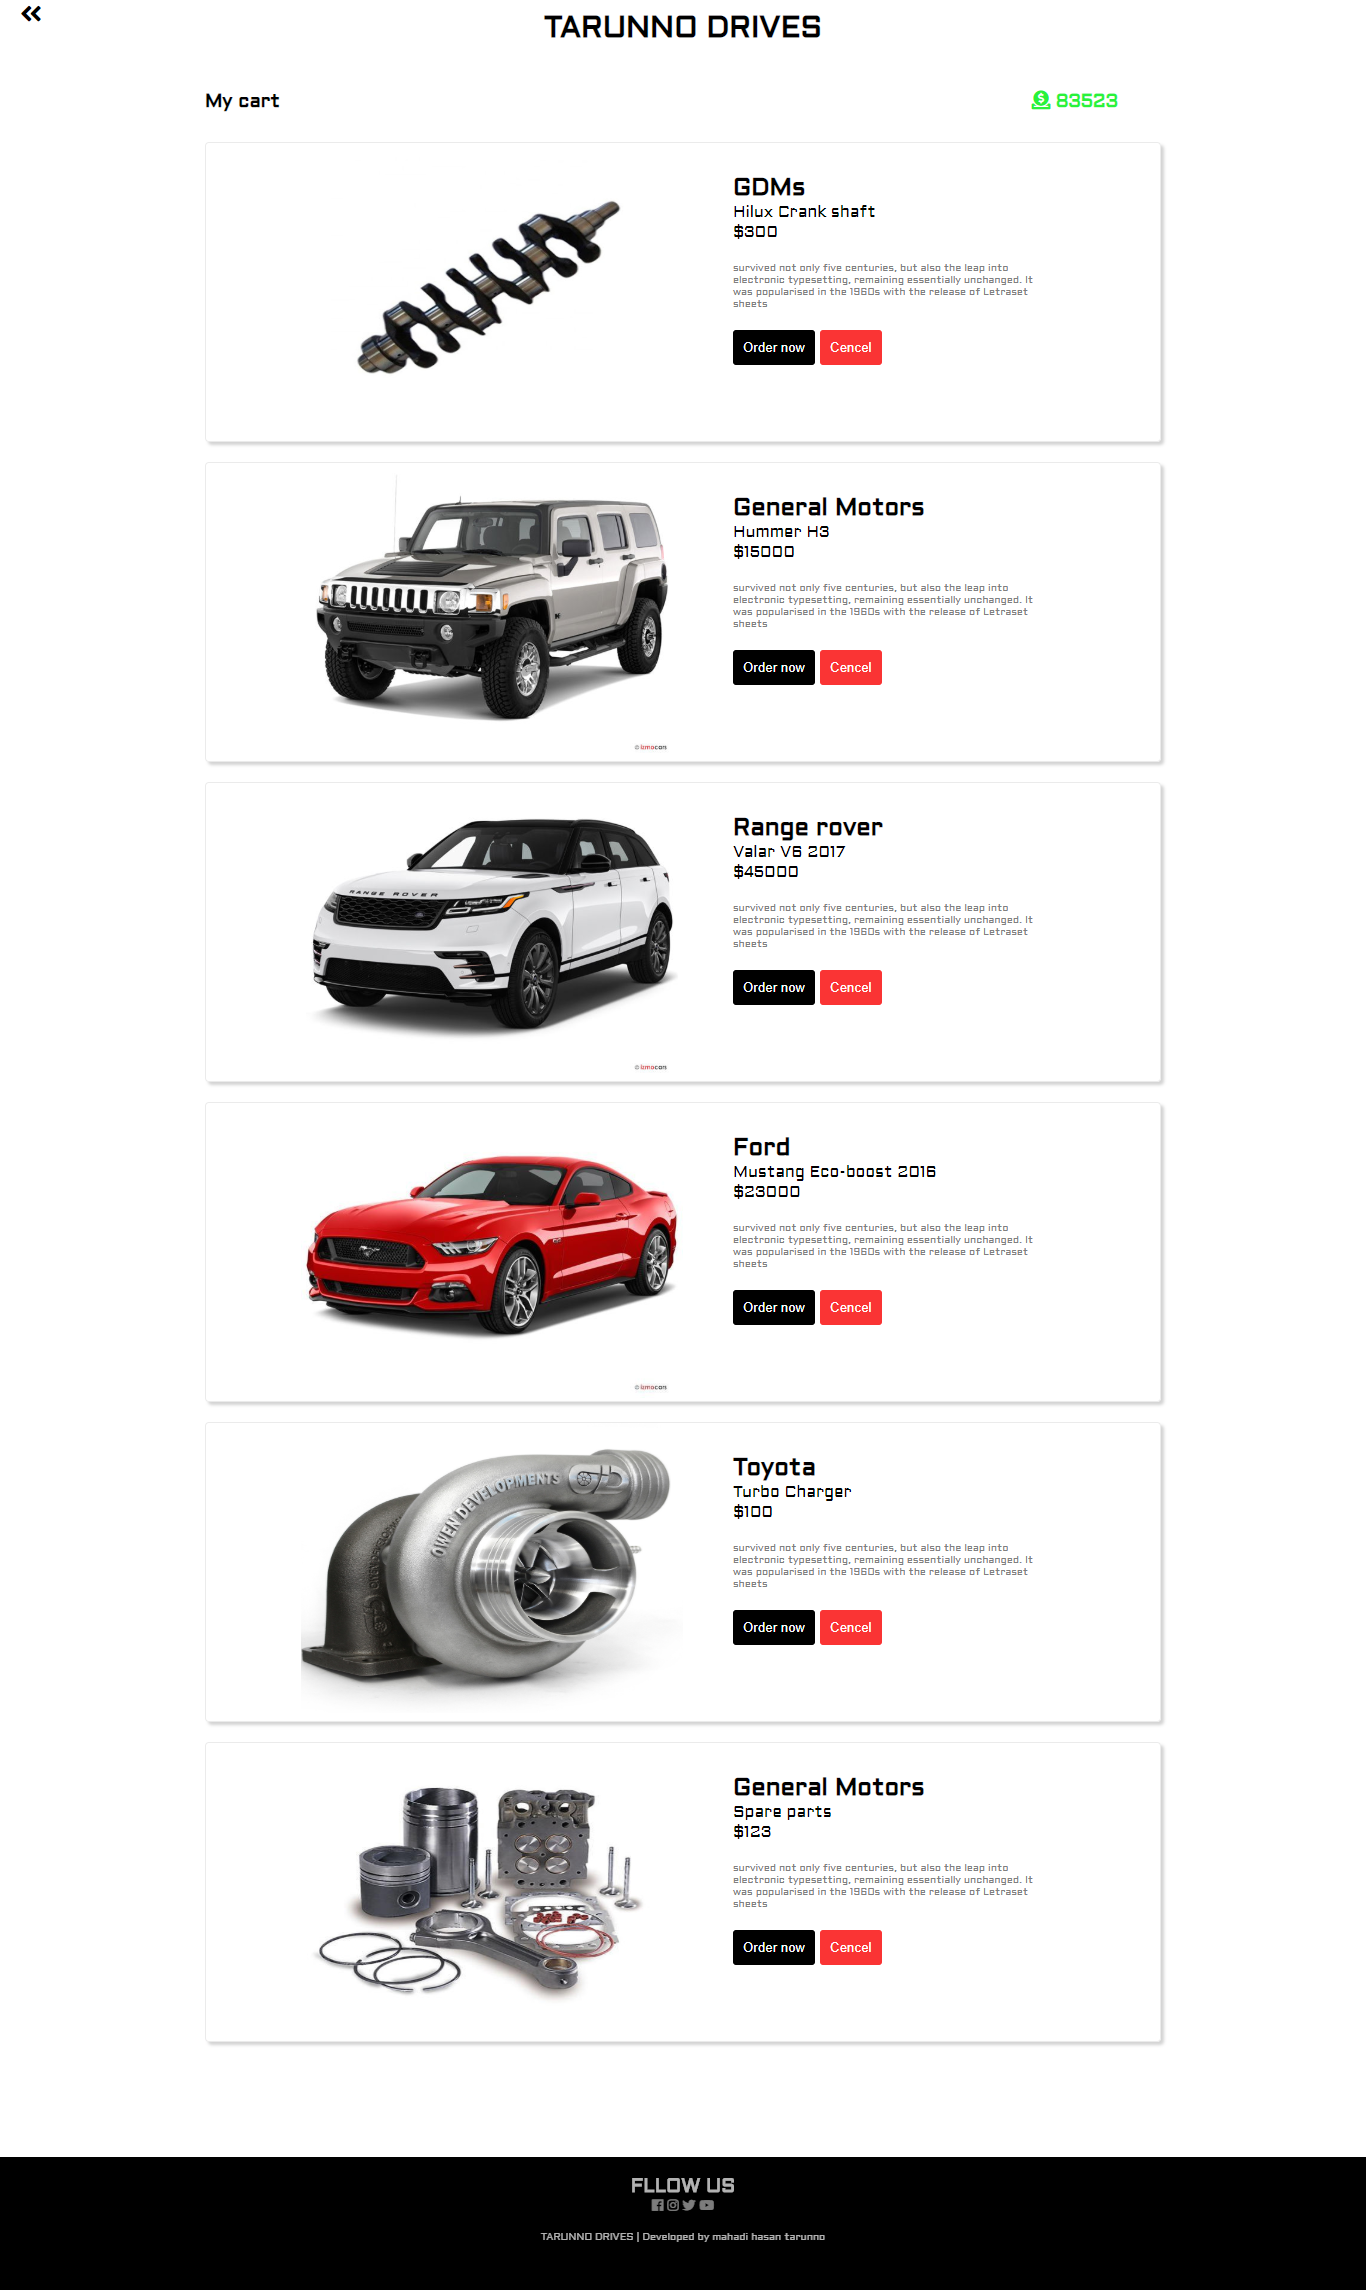 TARUNNO DRIVES
My cart
83523
GDMs
Hilux Crank shaft
$300
survived not only five centuries, but also the leap into
electronic typesetting, remaining essentially unchanged. It
was popularised in the 1960s with the release of Letraset
sheets
Order now
Cencel
General Motors
Hummer H3
$15000
survived not only five centuries, but also the leap into
electronic typesetting, remaining essentially unchanged. It
was popularised in the 1960s with the release of Letraset
sheets
Order now
Cencel
© izmocars
Range rover
Valar V6 2017
$45000
RANGE ROVER
survived not only five centuries, but also the leap into
electronic typesetting, remaining essentially unchanged. It
was popularised in the 1960s with the release of Letraset
sheets
Order now
Cencel
© izmocars
Ford
Mustang Eco-boost 2016
$23000
survived not only five centuries, but also the leap into
electronic typesetting, remaining essentially unchanged. It
was popularised in the 1960s with the release of Letraset
sheets
Order now
Cencel
© izmocars
Toyota
Turbo Charger
$100
OWEN DEVELOPMENTS
survived not only five centuries, but also the leap into
electronic typesetting, remaining essentially unchanged. It
was popularised in the 1960s with the release of Letraset
sheets
Order now
Cencel
General Motors
Spare parts
$123
survived not only five centuries, but also the leap into
electronic typesetting, remaining essentially unchanged. It
was popularised in the 1960s with the release of Letraset
sheets
Order now
Cencel
FLLOW US
TARUNNO DRIVES | Developed by mahadi hasan tarunno